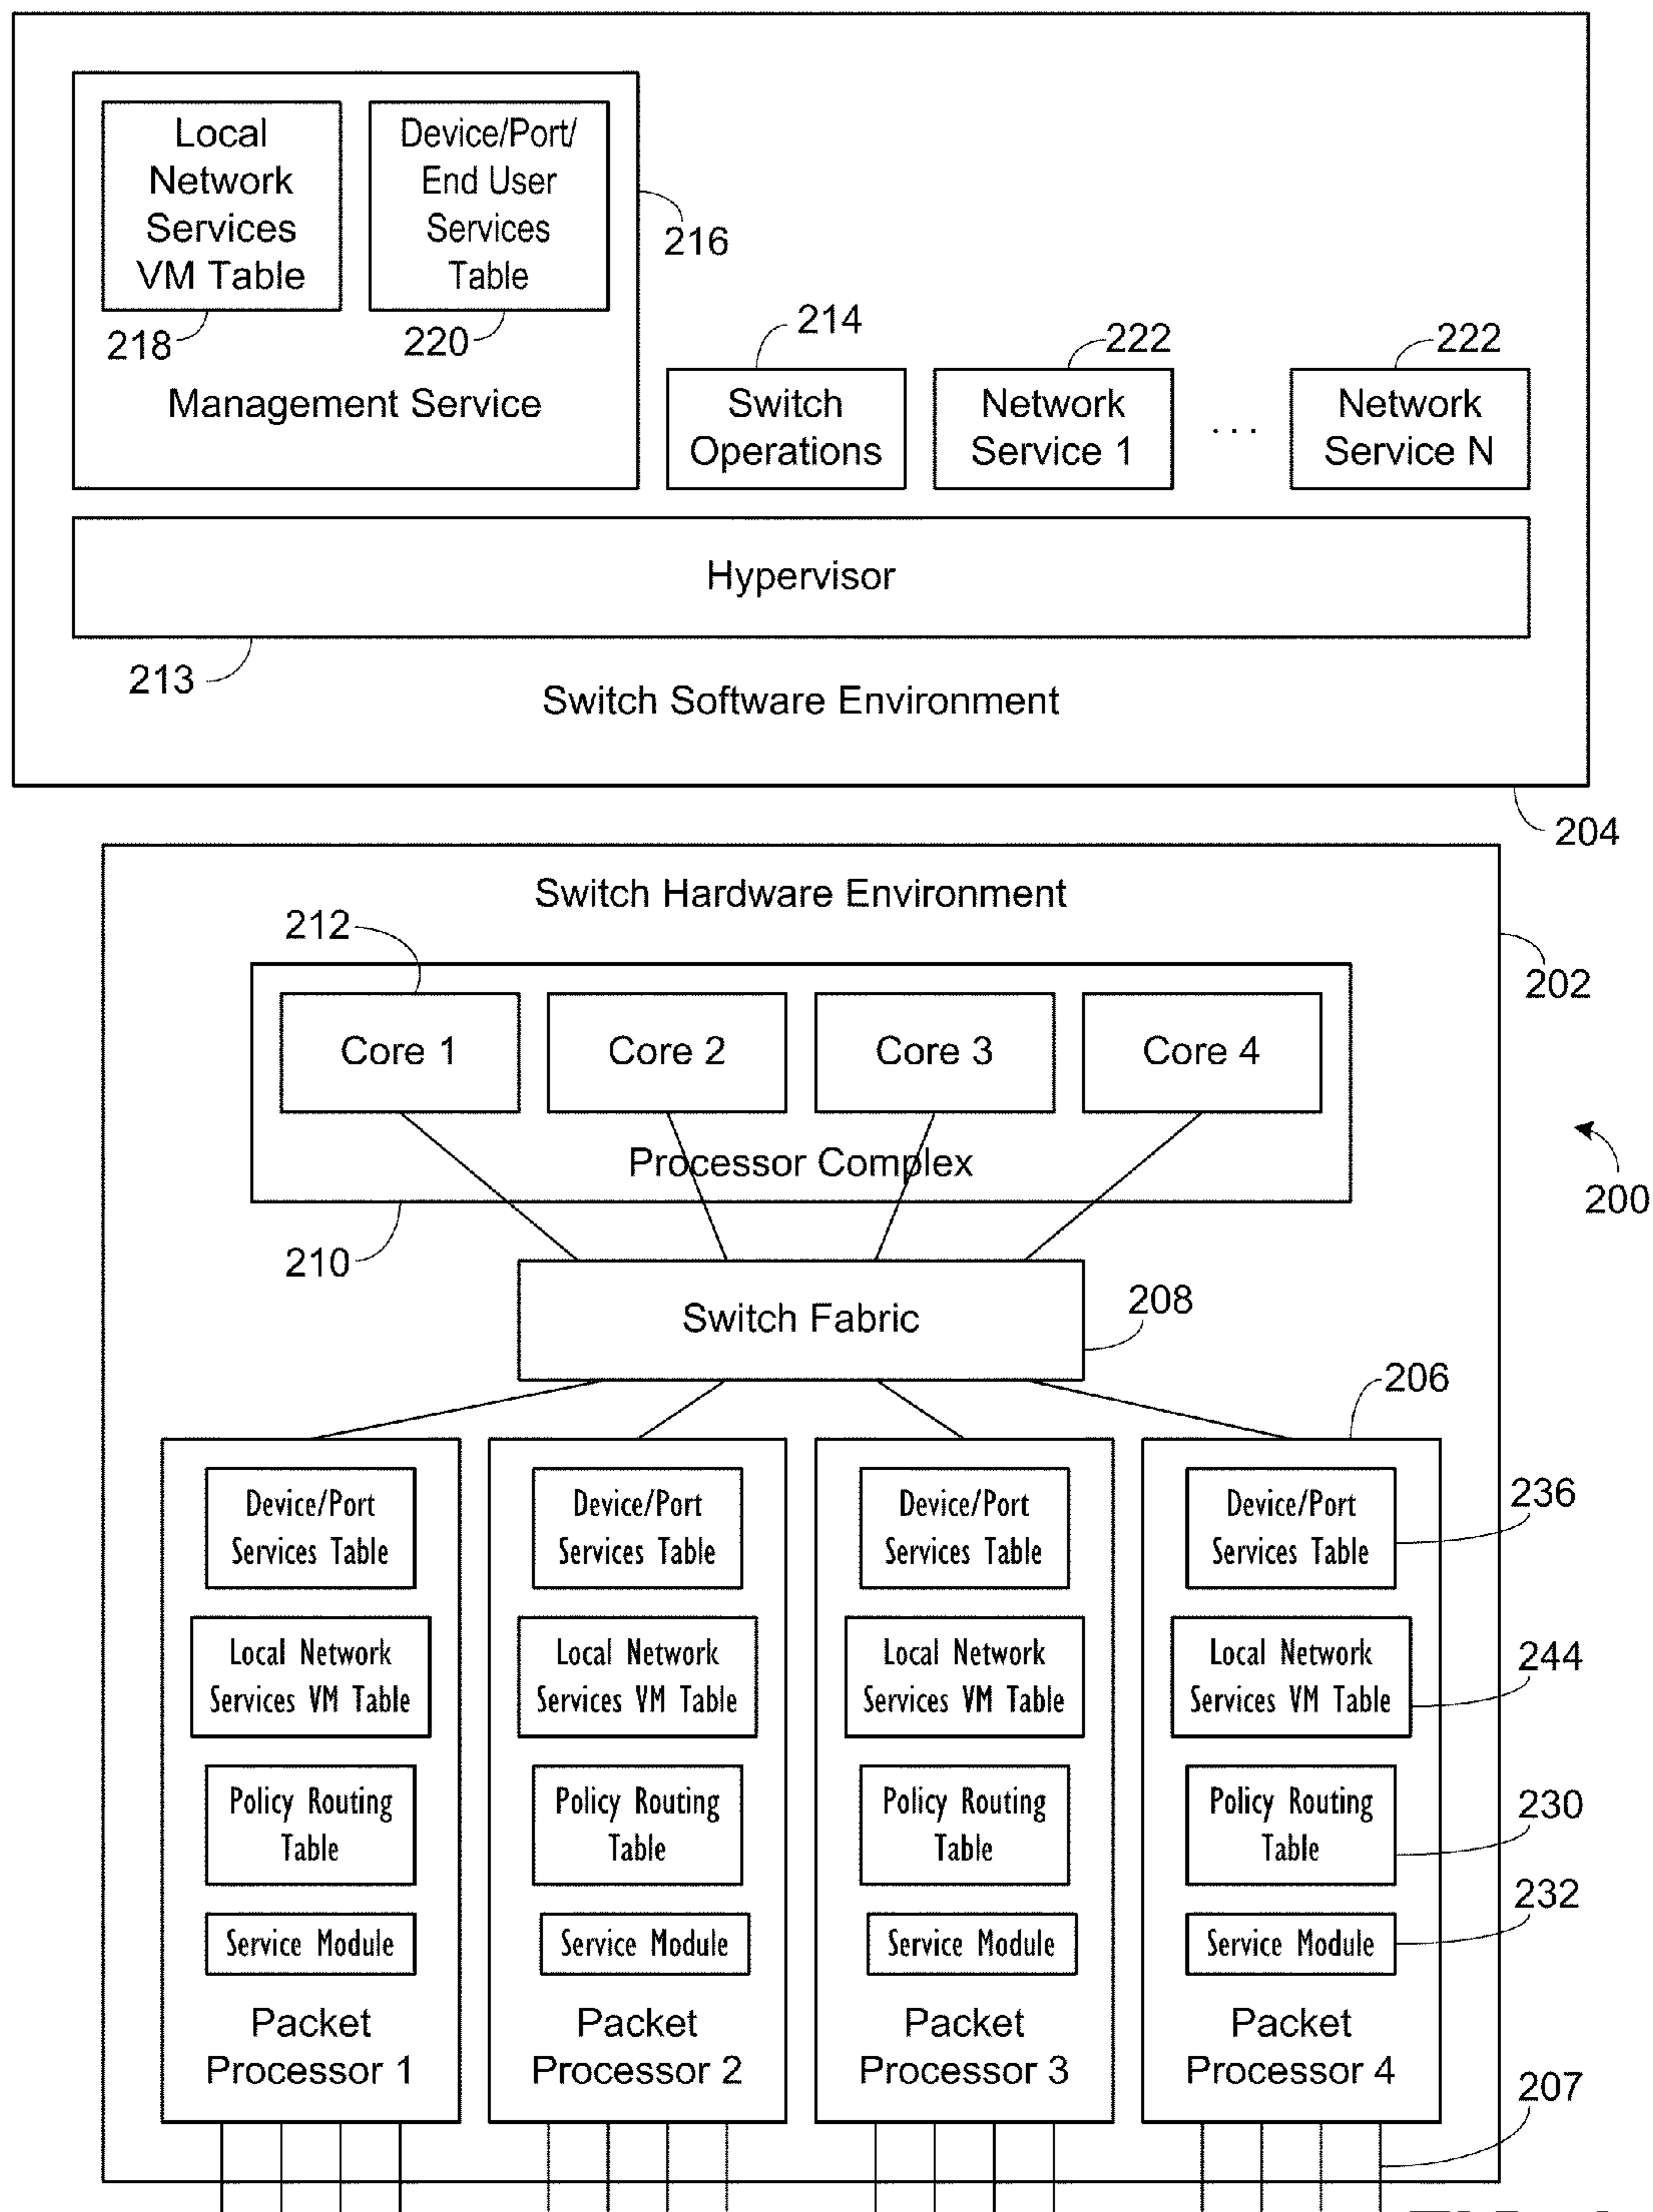 Local
Network
Services
VM Table
218
Device/Port/
End User
Services
Table
220
216
Management Service
214
Switch
Operations
222
Network
Service 1
...
222
Network
Service N
Hypervisor
213
Switch Software Environment
204
Switch Hardware Environment
202
212
Core 1
Core 2
Core 3
Core 4
Processor Complex
210
200
Switch Fabric
208
206
Device/Port
Services Table
Local Network
Services VM Table
Policy Routing
Table
Service Module
Packet
Processor 1
Device/Port
Services Table
Local Network
Services VM Table
Policy Routing
Table
Service Module
Packet
Processor 2
Device/Port
Services Table
Local Network
Services VM Table
Policy Routing
Table
Service Module
Packet
Processor 3
Device/Port
Services Table
236
Local Network
Services VM Table
244
Policy Routing
Table
230
Service Module
232
Packet
Processor 4
207